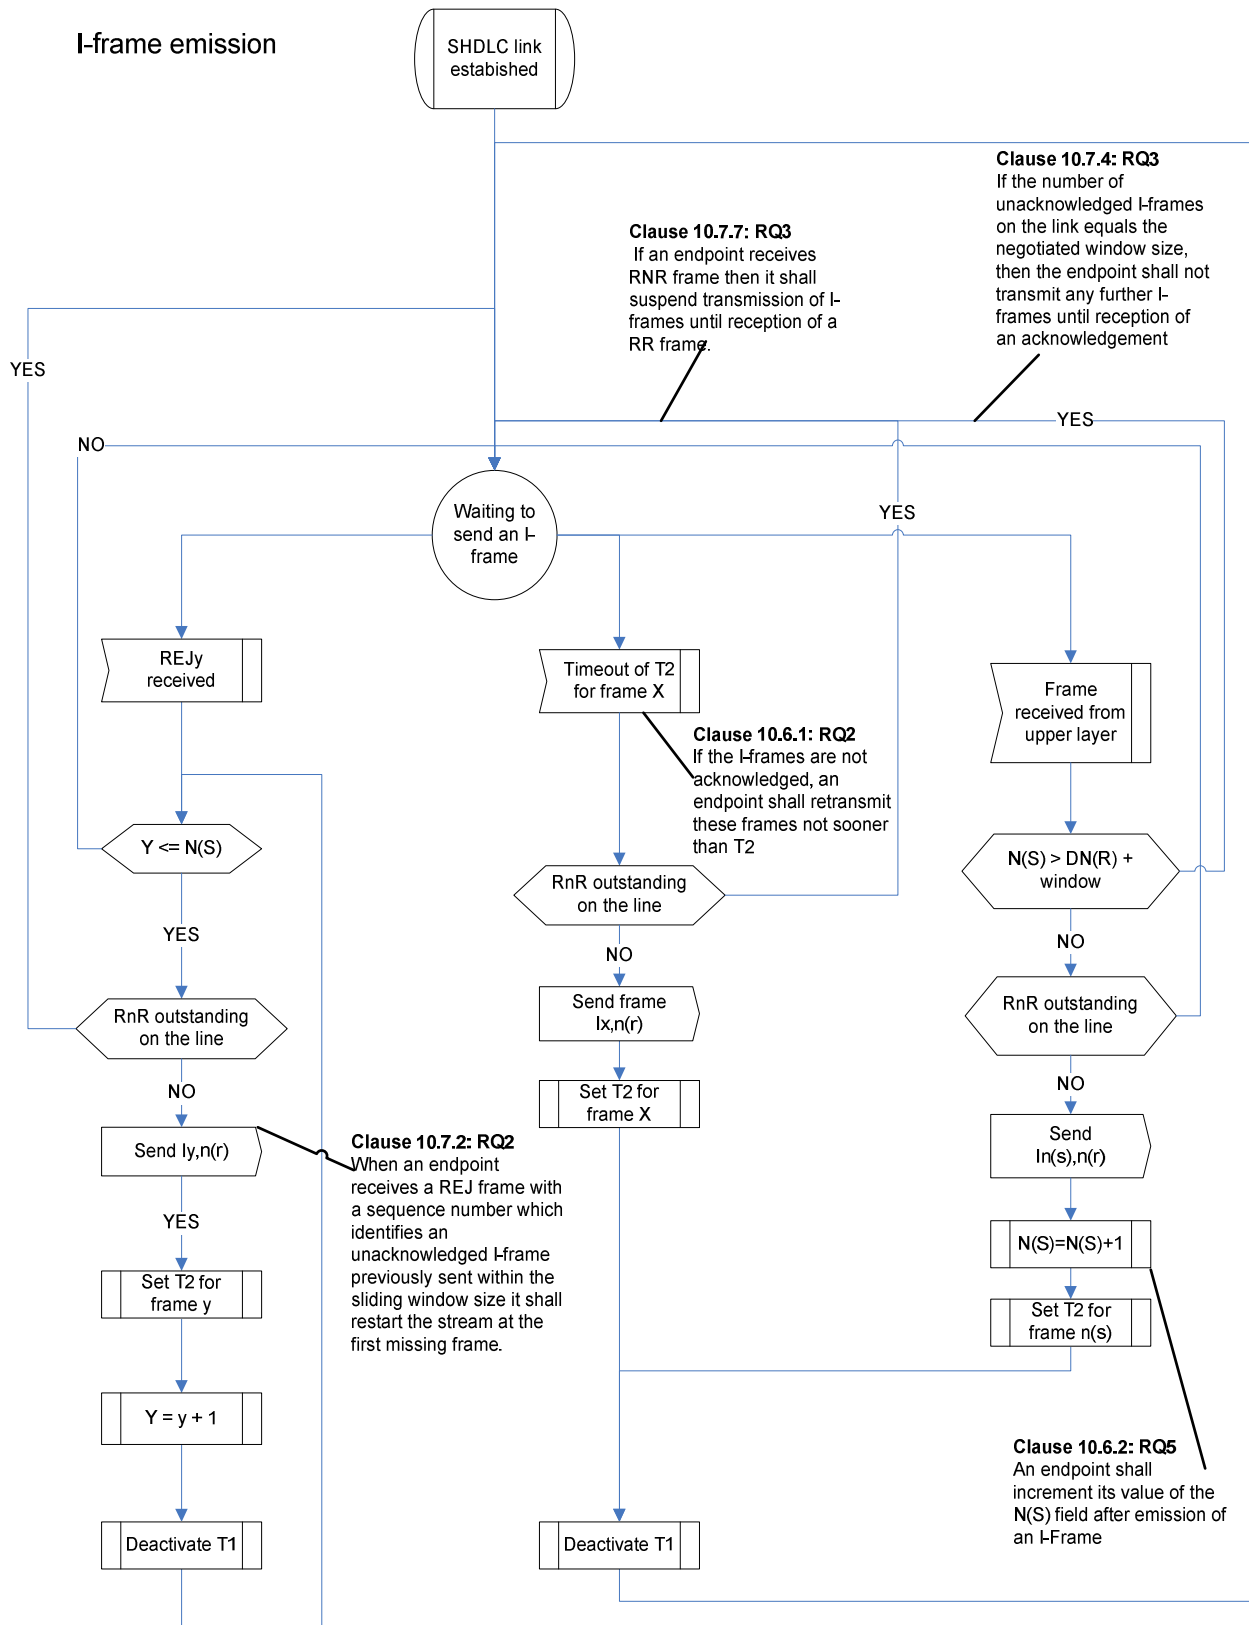 I-frame emission
SHDLC link
estabished
Clause 10.7.4: RQ3
If the number of
unacknowledged I-frames
on the link equals the
negotiated window size,
then the endpoint shall not
transmit any further I-
frames until reception of
an acknowledgement
Clause 10.7.7: RQ3
If an endpoint receives
RNR frame then it shall
suspend transmission of I-
frames until reception of a
RR frame.
YES
YES
NO
YES
Waiting to
send an I-
frame
REJy
received
Timeout of T2
for frame X
Frame
received from
upper layer
Clause 10.6.1: RQ2
If the I-frames are not
acknowledged, an
endpoint shall retransmit
these frames not sooner
than T2
Y <= N(S)
RnR outstanding
on the line
N(S) > DN(R) +
window
YES
NO
NO
RnR outstanding
on the line
Send frame
Ix,n(r)
RnR outstanding
on the line
NO
NO
Set T2 for
frame X
Send Iy,n(r)
Clause 10.7.2: RQ2
When an endpoint
receives a REJ frame with
a sequence number which
identifies an
unacknowledged I-frame
previously sent within the
sliding window size it shall
restart the stream at the
first missing frame.
Send
In(s),n(r)
YES
N(S)=N(S)+1
Set T2 for
frame y
Set T2 for
frame n(s)
Y = y + 1
Clause 10.6.2: RQ5
An endpoint shall
increment its value of the
N(S) field after emission of
an I-Frame
Deactivate T1
Deactivate T1